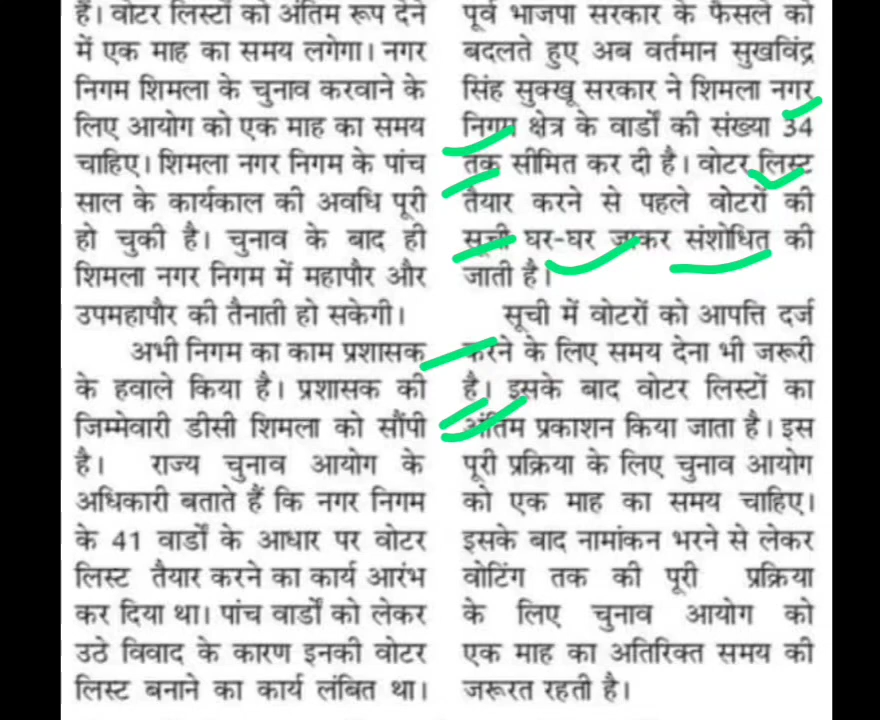 हैं। वोटर लिस्टों को अंतिम रूप देने
में एक माह का समय लगेगा। नगर
निगम शिमला के चुनाव करवाने के
लिए आयोग को एक माह का समय
चाहिए। शिमला नगर निगम के पांच
साल के कार्यकाल की अवधि पूरी
हो चुकी है। चुनाव के बाद ही
शिमला नगर निगम में महापौर और
उपमहापौर की तैनाती हो सकेगी।
अभी निगम का काम प्रशासक
के हवाले किया है। प्रशासक की
जिम्मेवारी डीसी शिमला को सौंपी
है। राज्य चुनाव आयोग के
अधिकारी बताते हैं कि नगर निगम
के 41 वार्डों के आधार पर वोटर
लिस्ट तैयार करने का कार्य आरंभ
कर दिया था। पांच वार्डों को लेकर
उठे विवाद के कारण इनकी वोटर
लिस्ट बनाने का कार्य लंबित था।
पूर्व भाजपा सरकार के फैसले को
बदलते हुए अब वर्तमान सुखविंद्र
सिंह सुक्खू सरकार ने शिमला नगर
निगम क्षेत्र के वार्डों की संख्या 34
तक सीमित कर दी है। वोटर लिस्ट
तैयार करने से पहले वोटरों की
सूची घर-घर जाकर संशोधित की
जाती है।
सूची में वोटरों को आपत्ति दर्ज
करने के लिए समय देना भी जरूरी
है। इसके बाद वोटर लिस्टों का
अंतिम प्रकाशन किया जाता है। इस
पूरी प्रक्रिया के लिए चुनाव आयोग
को एक माह का समय चाहिए।
इसके बाद नामांकन भरने से लेकर
वोटिंग तक की पूरी प्रक्रिया
के लिए चुनाव आयोग को
एक माह का अतिरिक्त समय की
जरूरत रहती है।